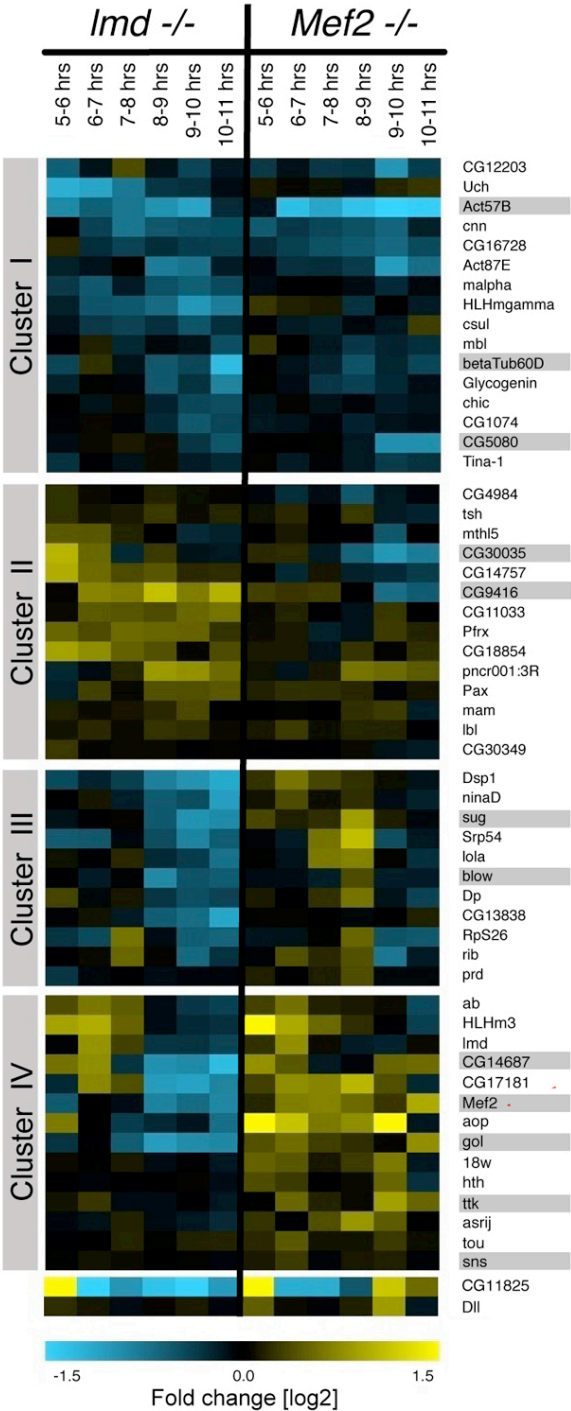 lmd -/- Mef2 -/-
5-6 hrs
6-7 hrs
7-8 hrs
8-9 hrs
9-10 hrs
10-11 hrs
5-6 hrs
6-7 hrs
7-8 hrs
8-9 hrs
9-10 hrs
10-11 hrs
Cluster I
CG12203
Uch
Act57B
cnn
CG16728
Act87E
malpha
HLHmgamma
csul
mbl
betaTub60D
Glycogenin
chic
CG1074
CG5080
Tina-1
Cluster II
CG4984
tsh
mthl5
CG30035
CG14757
CG9416
CG11033
Pfrx
CG18854
pncr001:3R
Pax
mam
lbl
CG30349
Cluster III
Dsp1
ninaD
sug
Srp54
lola
blow
Dp
CG13838
RpS26
rib
prd
Cluster IV
ab
HLHm3
lmd
CG14687
CG17181
Mef2
aop
gol
18w
hth
ttk
asrij
tou
sns
CG11825
Dll
-1.5 0.0 1.5
Fold change [log2]